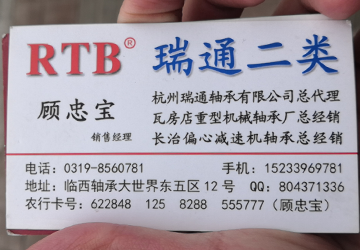 RTB® 瑞通二类
杭州瑞通轴承有限公司总代理
顾忠宝 瓦房店重型机械轴承厂总经销
销售经理 长治偏心减速机轴承总经销
电话：0319-8560781 手机：15233969781
地址：临西轴承大世界东五区12号 QQ：804371336
农行卡号：622848 125 8288 555777（顾忠宝）